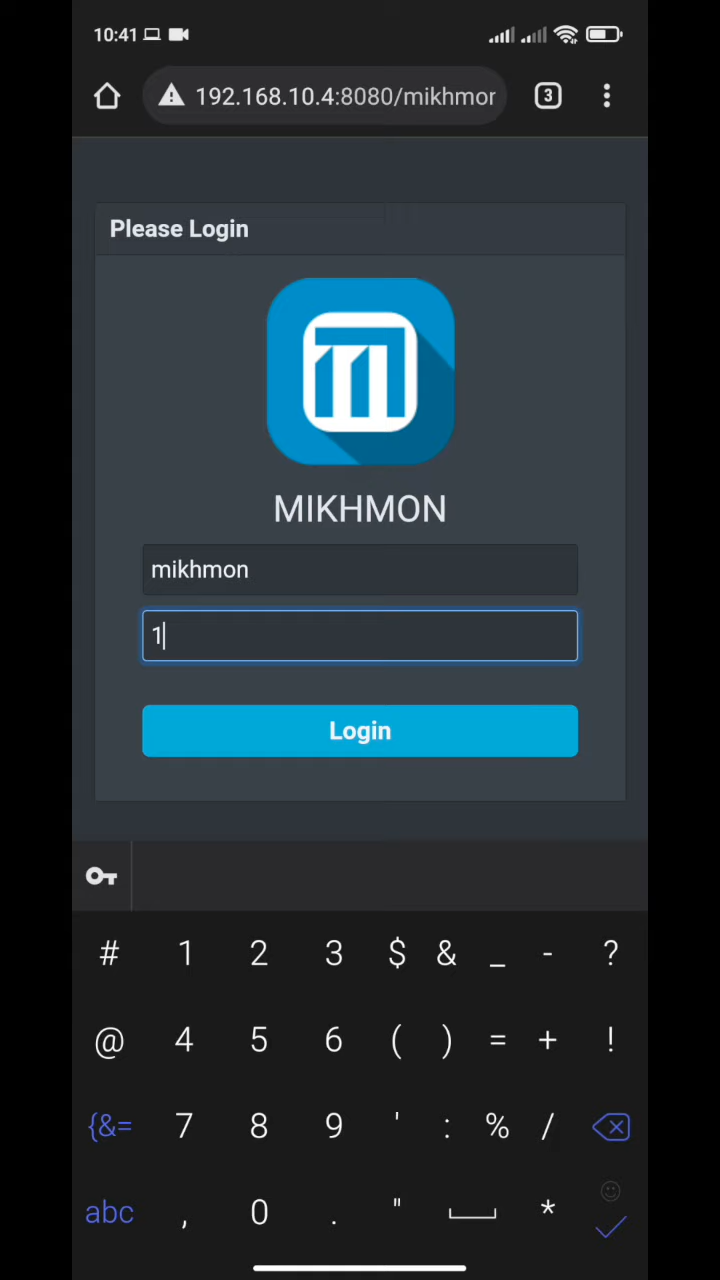 10:41
192.168.10.4:8080/mikhmor
3
Please Login
MIKHMON
mikhmon
1
Login
# 1 2 3 $ & _ - ?
@ 4 5 6 ( ) = + !
{&= 7 8 9 ' : % /
abc , 0 . " *